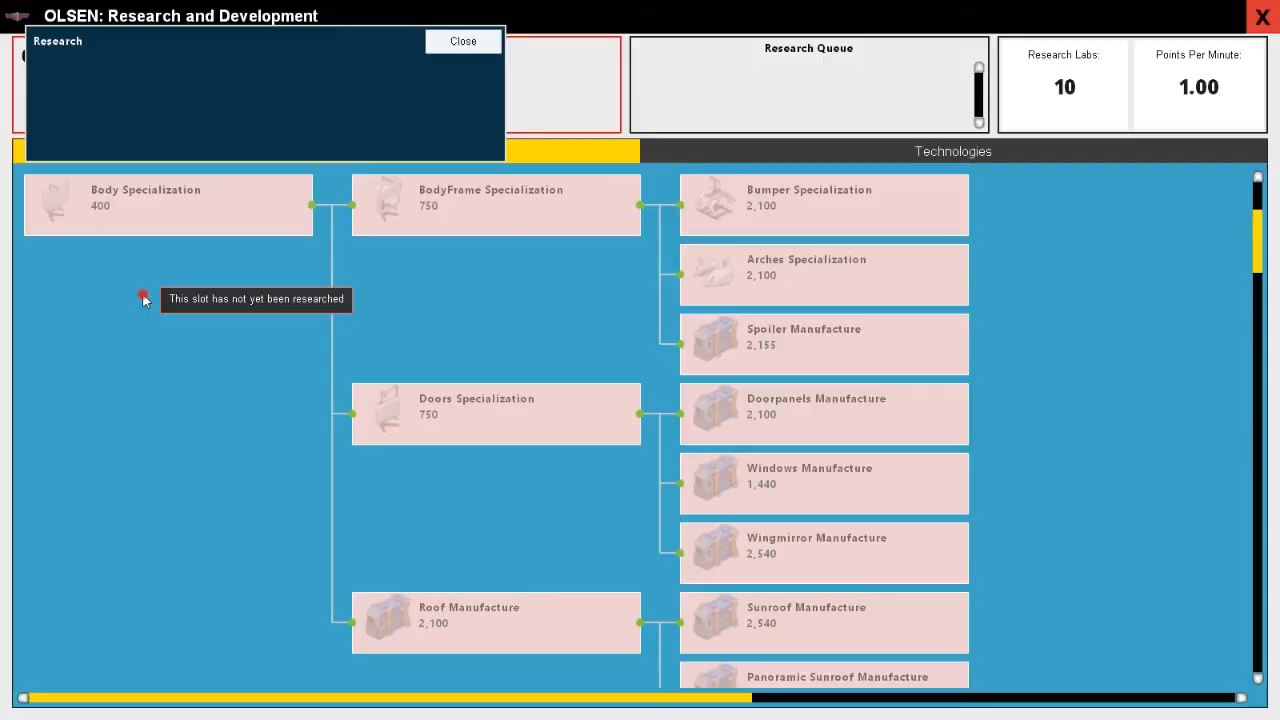 OLSEN: Research and Development
X
Research
Close
Research Queue
Research Labs:
10
Points Per Minute:
1.00
Technologies
Body Specialization
400
BodyFrame Specialization
750
Bumper Specialization
2,100
Arches Specialization
2,100
This slot has not yet been researched
Spoiler Manufacture
2,155
Doors Specialization
750
Doorpanels Manufacture
2,100
Windows Manufacture
1,440
Wingmirror Manufacture
2,540
Roof Manufacture
2,100
Sunroof Manufacture
2,540
Panoramic Sunroof Manufacture